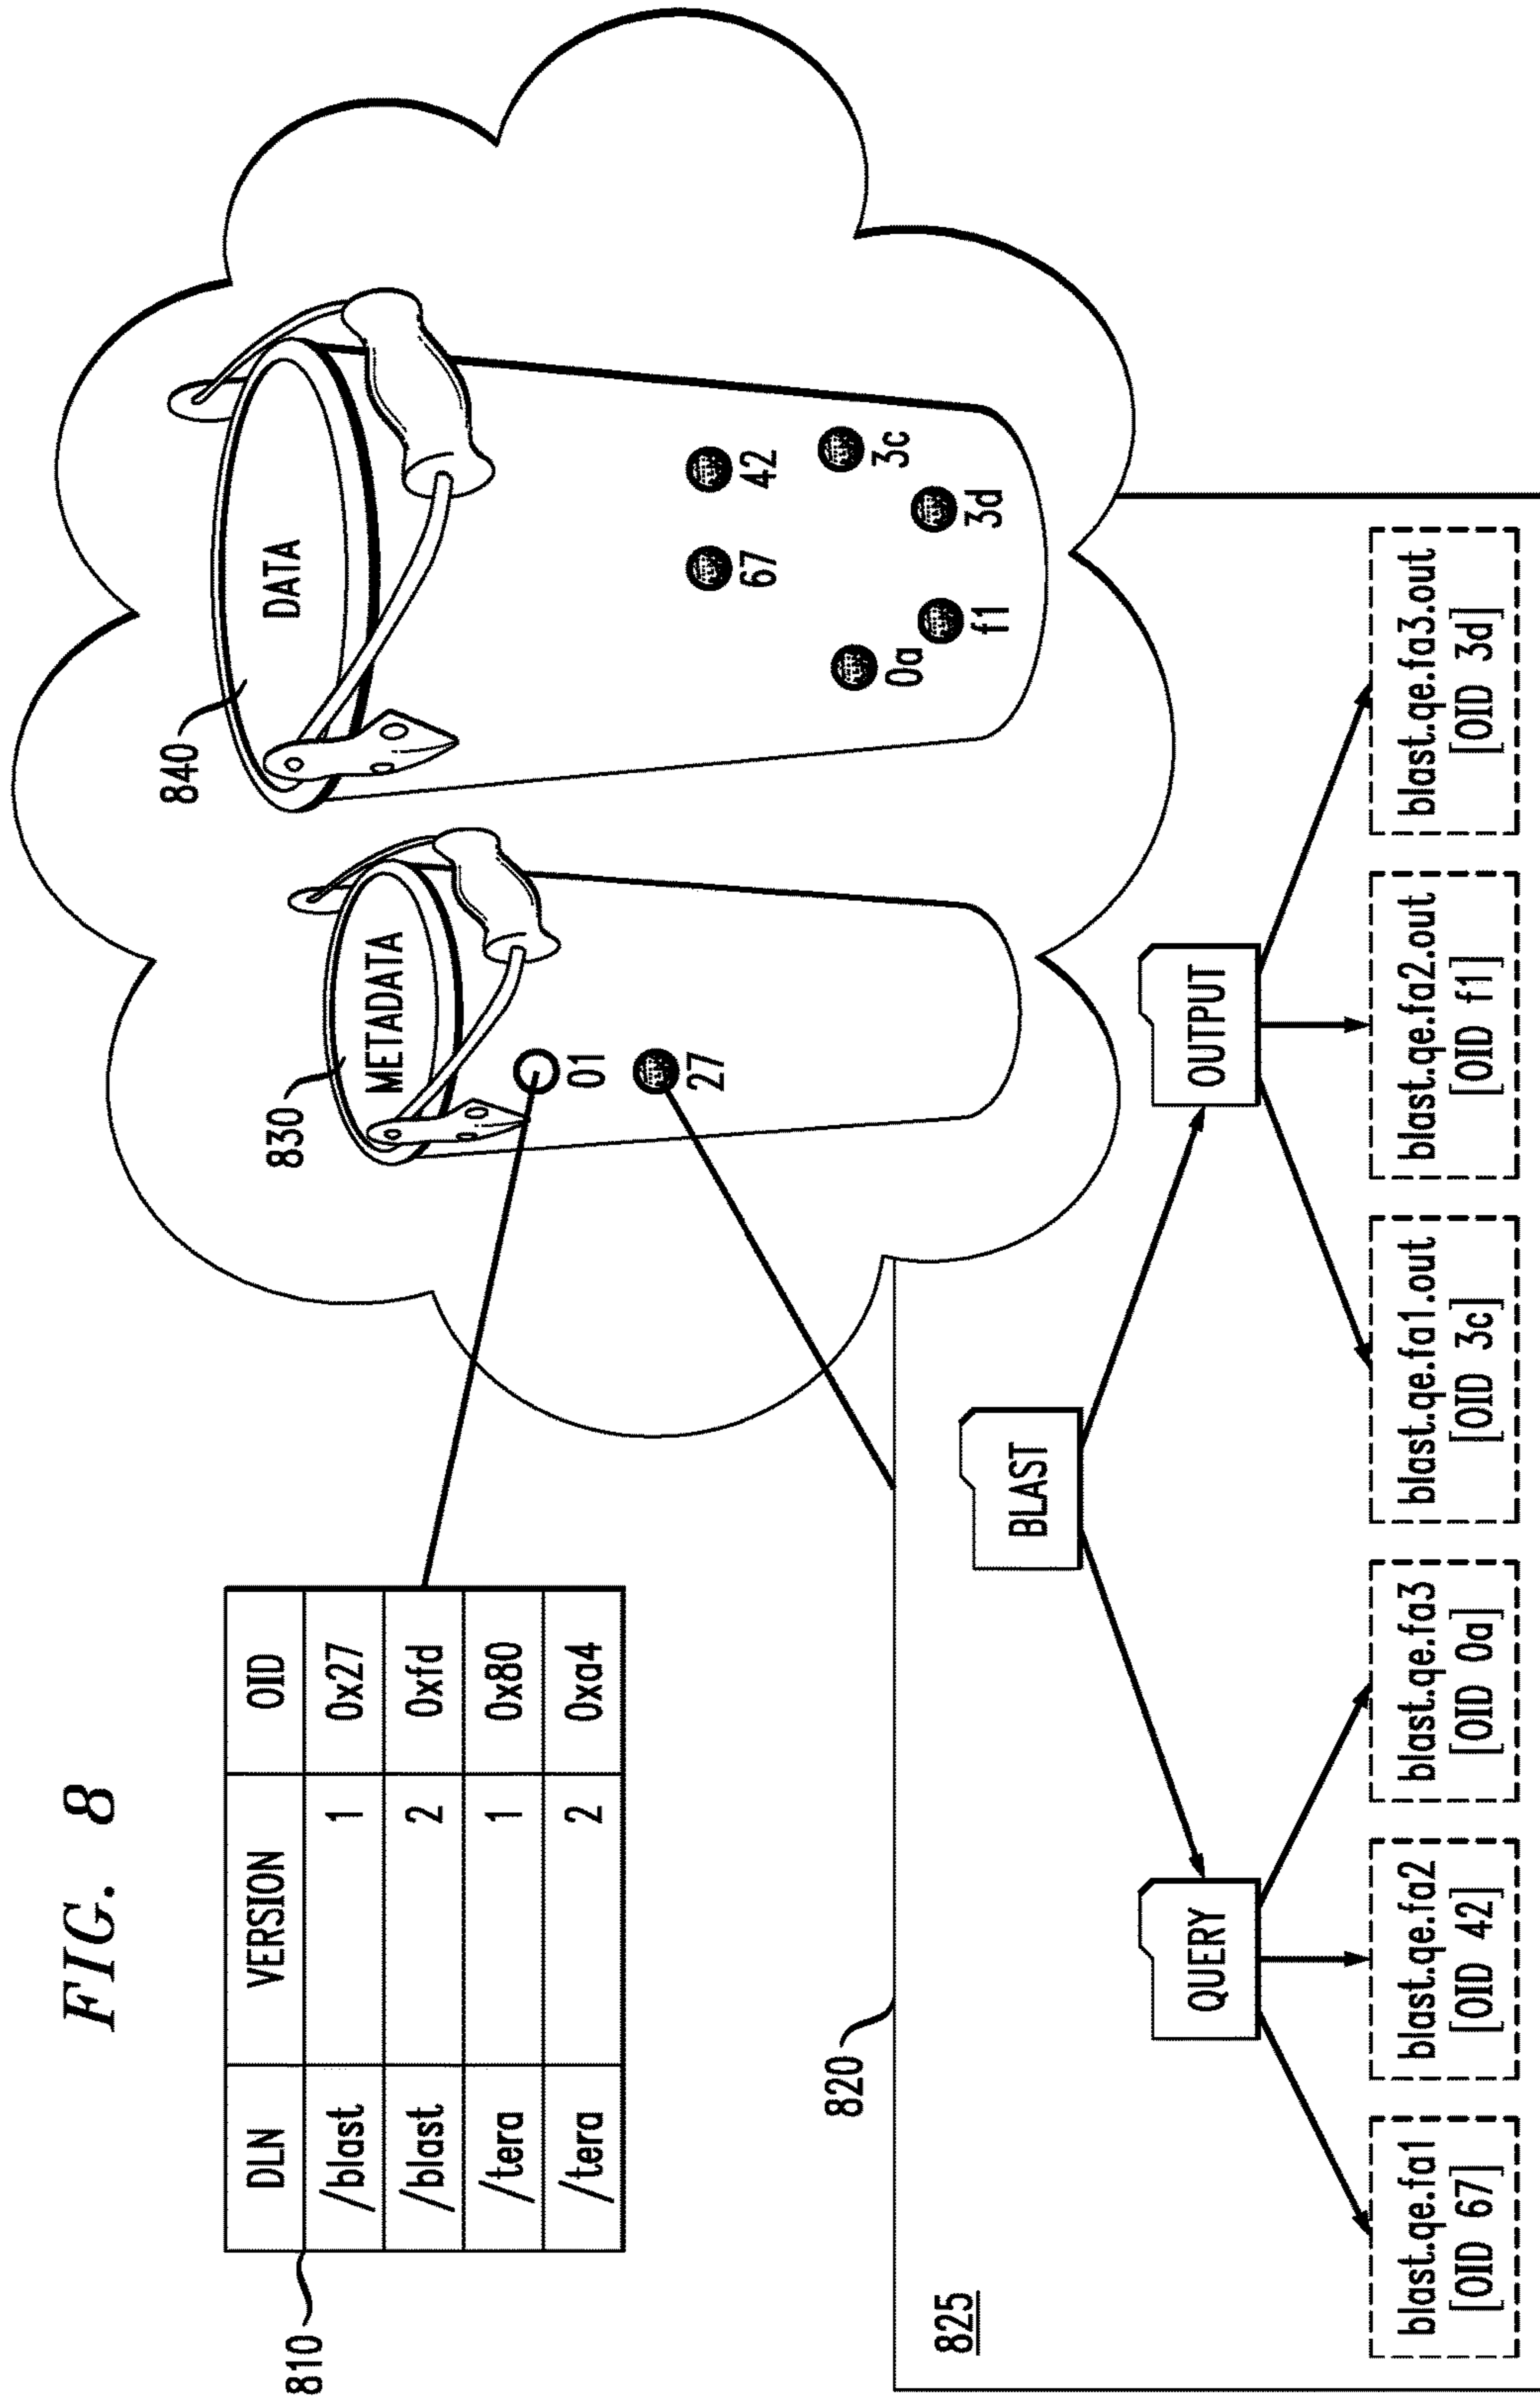 FIG. 8
810
DLN VERSION OID
/blast 1 0x27
/blast 2 0xfd
/tera 1 0x80
/tera 2 0xa4
830
METADATA
01
27
840
DATA
67
42
0a
3c
f1
3d
820
825
BLAST
QUERY
OUTPUT
blast.qe.fa1
[OID 67]
blast.qe.fa2
[OID 42]
blast.qe.fa3
[OID 0a]
blast.qe.fa1.out
[OID 3c]
blast.qe.fa2.out
[OID f1]
blast.qe.fa3.out
[OID 3d]